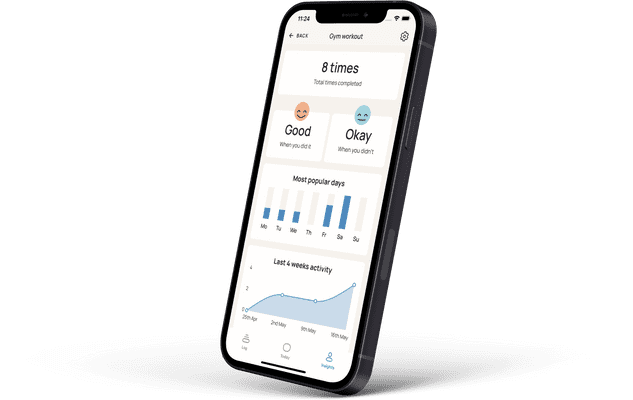 11:24
BACK
Gym workout
8 times
Total times completed
Good
When you did it
Okay
When you didn't
Most popular days
Mo Tu We Th Fr Sa Su
Last 4 weeks activity
4
2
0
25th Apr 2nd May 9th May 16th May
Log
Today
Insights